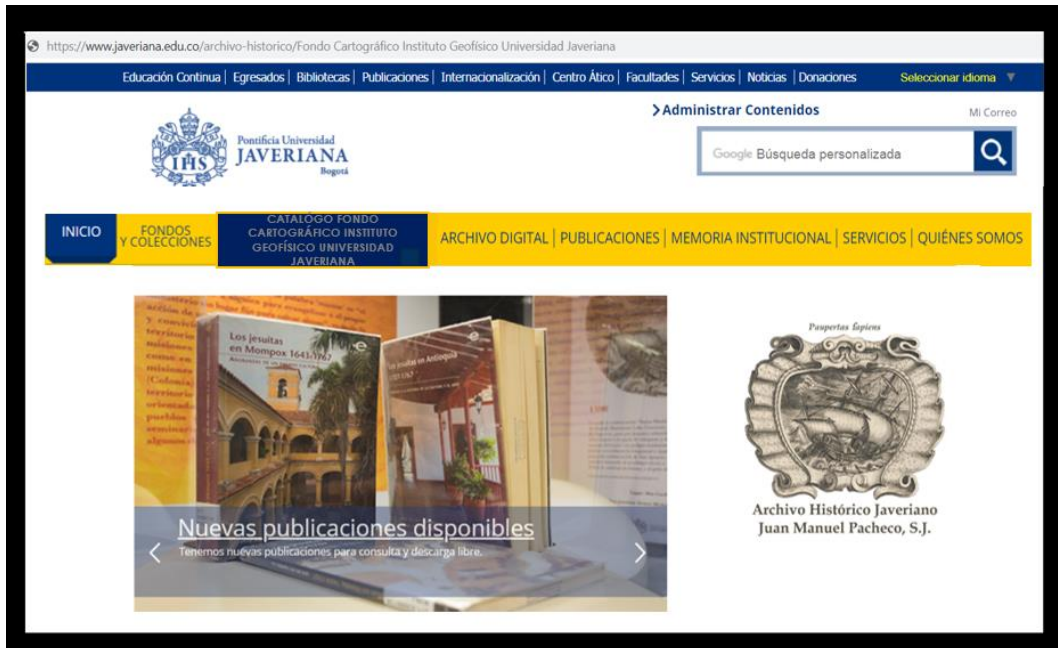 https://www.javeriana.edu.co/archivo-historico/Fondo Cartográfico Instituto Geofísico Universidad Javeriana
Educación Continua | Egresados | Bibliotecas | Publicaciones | Internacionalización | Centro Ático | Facultades | Servicios | Noticias | Donaciones Seleccionar idioma ▼
Administrar Contenidos Mi Correo
IHS
Pontificia Universidad
JAVERIANA
Bogotá
Google Búsqueda personalizada
INICIO
FONDOS
Y COLECCIONES
CATALOGO FONDO
CARTOGRÁFICO INSTITUTO
GEOFÍSICO UNIVERSIDAD
JAVERIANA
ARCHIVO DIGITAL | PUBLICACIONES | MEMORIA INSTITUCIONAL | SERVICIOS | QUIÉNES SOMOS
Los jesuitas
en Mompox 1643-1767
Los jesuitas en Antioquia
Nuevas publicaciones disponibles
Tenemos nuevas publicaciones para consulta y descarga libre.
Paupertas Sapiens
Archivo Histórico Javeriano
Juan Manuel Pacheco, S.J.